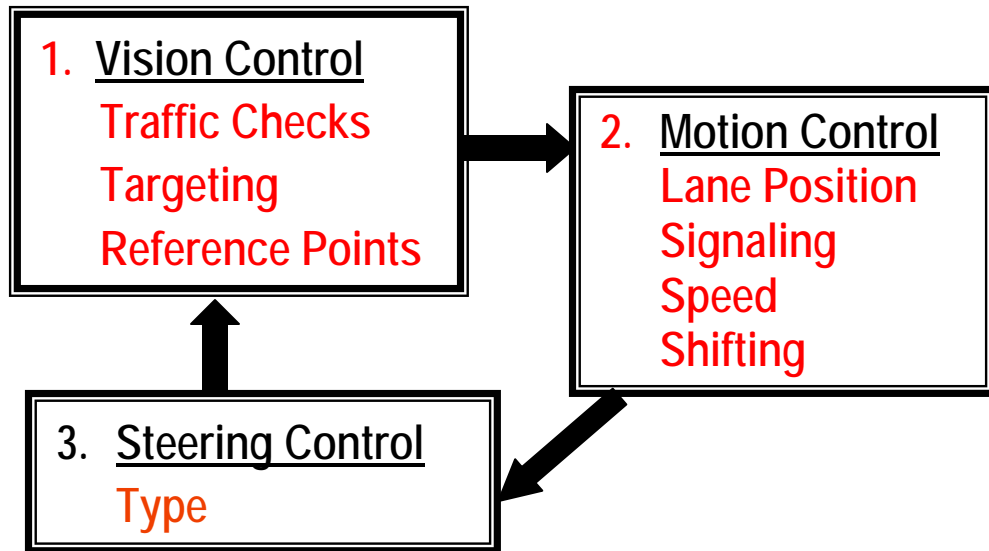 1. Vision Control
Traffic Checks
Targeting
Reference Points
2. Motion Control
Lane Position
Signaling
Speed
Shifting
3. Steering Control
Type